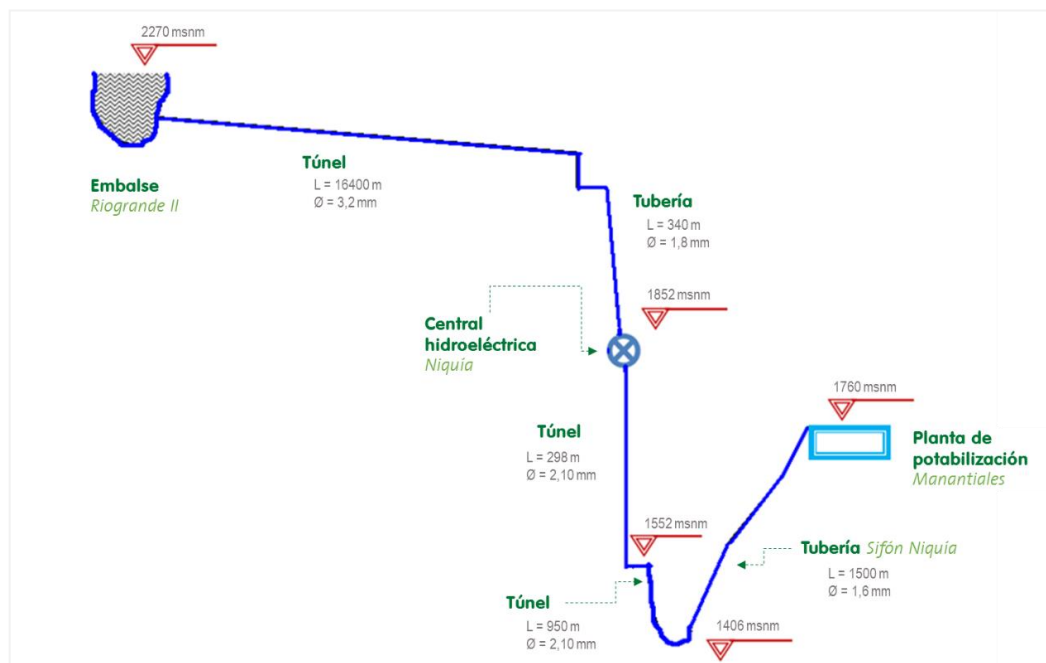 2270 msnm
Túnel
L = 16400 m
Ø = 3,2 mm
Embalse
Riogrande II
Tubería
L = 340 m
Ø = 1,8 mm
1852 msnm
Central
hidroeléctrica
Niquía
1760 msnm
Túnel
L = 298 m
Ø = 2,10 mm
Planta de
potabilización
Manantiales
1552 msnm
Tubería Sifón Niquía
L = 1500 m
Ø = 1,6 mm
Túnel
L = 950 m
Ø = 2,10 mm
1406 msnm